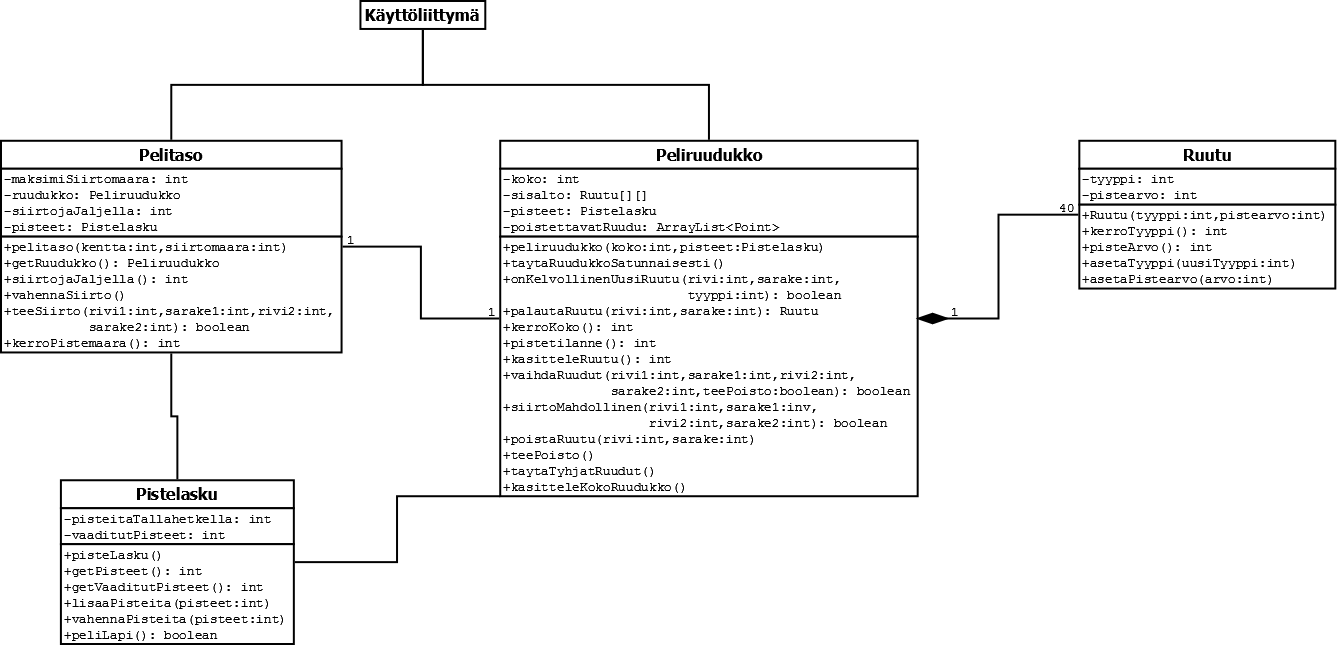 Käyttöliittymä
Pelitaso
-maksimiSiirtomaara: int
-ruudukko: Peliruudukko
-siirtojaJaljella: int
-pisteet: Pistelasku
+pelitaso(kentta:int,siirtomaara:int)
+getRuudukko(): Peliruudukko
+siirtojaJaljella(): int
+vahennaSiirto()
+teeSiirto(rivi1:int,sarake1:int,rivi2:int,
sarake2:int): boolean
+kerroPistemaara(): int
1
1
Peliruudukko
-koko: int
-sisalto: Ruutu[][]
-pisteet: Pistelasku
-poistettavatRuudu: ArrayList<Point>
+peliruudukko(koko:int,pisteet:Pistelasku)
+taytaRuudukkoSatunnaisesti()
+onKelvollinenUusiRuutu(rivi:int,sarake:int,
tyyppi:int): boolean
+palautaRuutu(rivi:int,sarake:int): Ruutu
+kerroKoko(): int
+pistetilanne(): int
+kasitteleRuutu(): int
+vaihdaRuudut(rivi1:int,sarake1:int,rivi2:int,
sarake2:int,teePoisto:boolean): boolean
+siirtoMahdollinen(rivi1:int,sarake1:inv,
rivi2:int,sarake2:int): boolean
+poistaRuutu(rivi:int,sarake:int)
+teePoisto()
+taytaTyhjatRuudut()
+kasitteleKokoRuudukko()
1
40
Ruutu
-tyyppi: int
-pistearvo: int
+Ruutu(tyyppi:int,pistearvo:int)
+kerroTyyppi(): int
+pisteArvo(): int
+asetaTyyppi(uusiTyyppi:int)
+asetaPistearvo(arvo:int)
Pistelasku
-pisteitaTallahetkella: int
-vaaditutPisteet: int
+pisteLasku()
+getPisteet(): int
+getVaaditutPisteet(): int
+lisaaPisteita(pisteet:int)
+vahennaPisteita(pisteet:int)
+peliLapi(): boolean